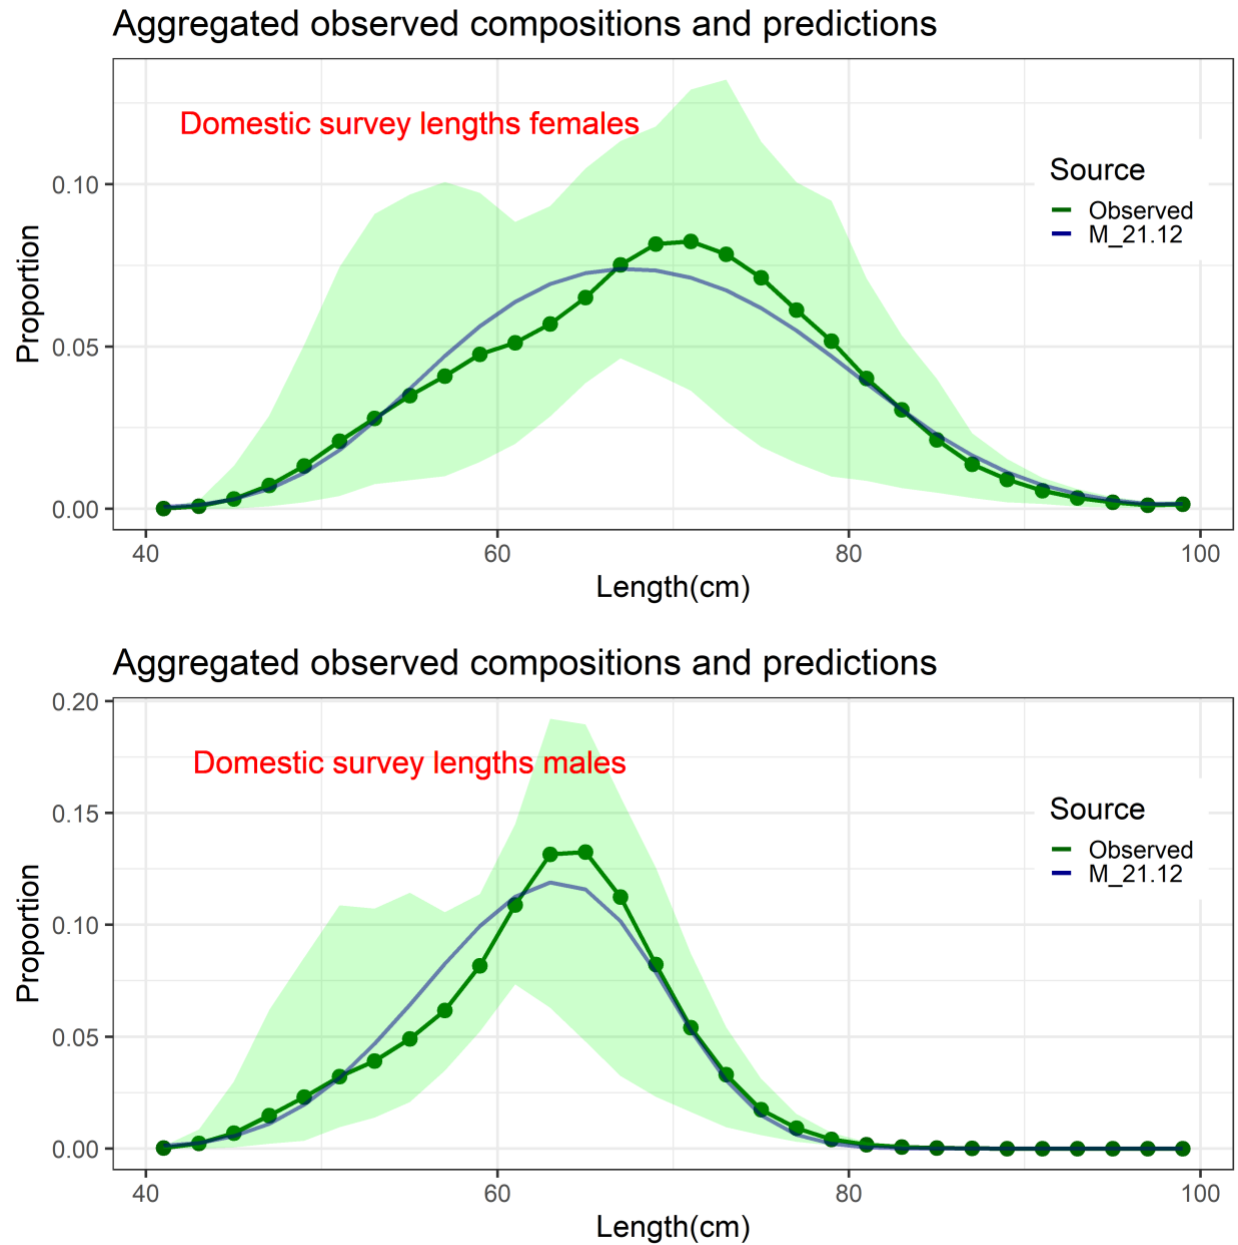 Aggregated observed compositions and predictions
Domestic survey lengths females
Source
Observed
M_21.12
Proportion
0.10
0.05
0.00
40 60 80 100
Length(cm)
Aggregated observed compositions and predictions
Domestic survey lengths males
Source
Observed
M_21.12
Proportion
0.20
0.15
0.10
0.05
0.00
40 60 80 100
Length(cm)